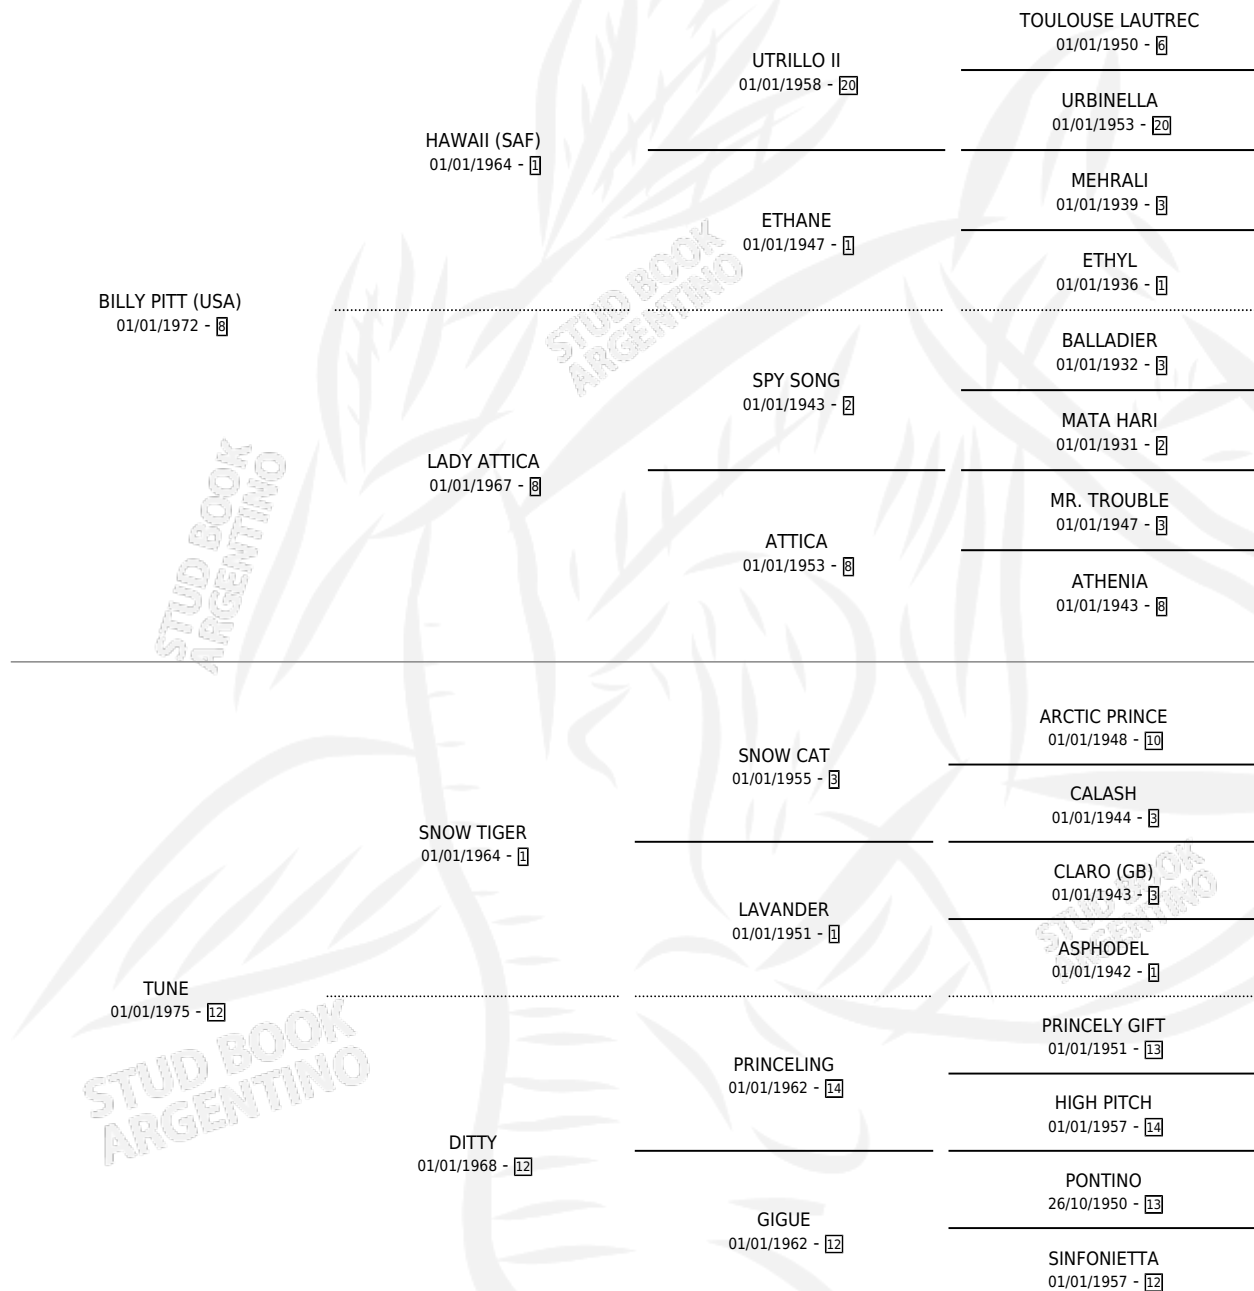 TOULOUSE LAUTREC
01/01/1950 - 6
UTRILLO II
01/01/1958 - 20
URBINELLA
01/01/1953 - 20
HAWAII (SAF)
01/01/1964 - 1
MEHRALI
01/01/1939 - 3
ETHANE
01/01/1947 - 1
ETHYL
01/01/1936 - 1
BILLY PITT (USA)
01/01/1972 - 8
BALLADIER
01/01/1932 - 3
SPY SONG
01/01/1943 - 2
MATA HARI
01/01/1931 - 2
LADY ATTICA
01/01/1967 - 8
MR. TROUBLE
01/01/1947 - 3
ATTICA
01/01/1953 - 8
ATHENIA
01/01/1943 - 8
ARCTIC PRINCE
01/01/1948 - 10
SNOW CAT
01/01/1955 - 3
CALASH
01/01/1944 - 3
SNOW TIGER
01/01/1964 - 1
CLARO (GB)
01/01/1943 - 3
LAVANDER
01/01/1951 - 1
ASPHODEL
01/01/1942 - 1
TUNE
01/01/1975 - 12
PRINCELY GIFT
01/01/1951 - 13
PRINCELING
01/01/1962 - 14
HIGH PITCH
01/01/1957 - 14
DITTY
01/01/1968 - 12
PONTINO
26/10/1950 - 13
GIGUE
01/01/1962 - 12
SINFONIETTA
01/01/1957 - 12
STUD BOOK
ARGENTINO
STUD BOOK
ARGENTINO
STUD BOOK
ARGENTINO
STUD BOOK
ARGENTINO